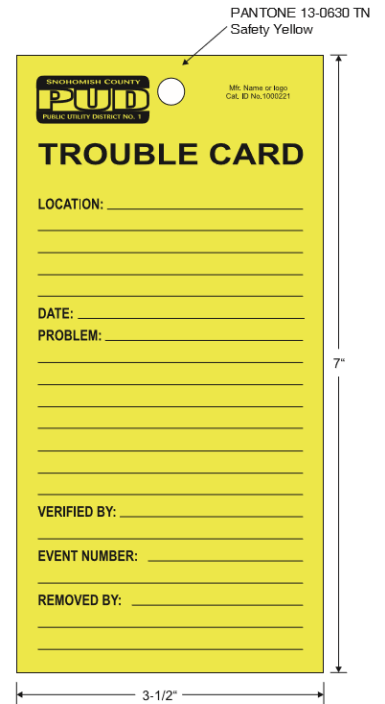 PANTONE 13-0630 TN
Safety Yellow
SNOHOMISH COUNTY
PUD
PUBLIC UTILITY DISTRICT NO. 1
Mfr. Name or logo
Cat. ID No.1000221
TROUBLE CARD
LOCATION:
DATE:
PROBLEM:
7"
VERIFIED BY:
EVENT NUMBER:
REMOVED BY:
3-1/2"